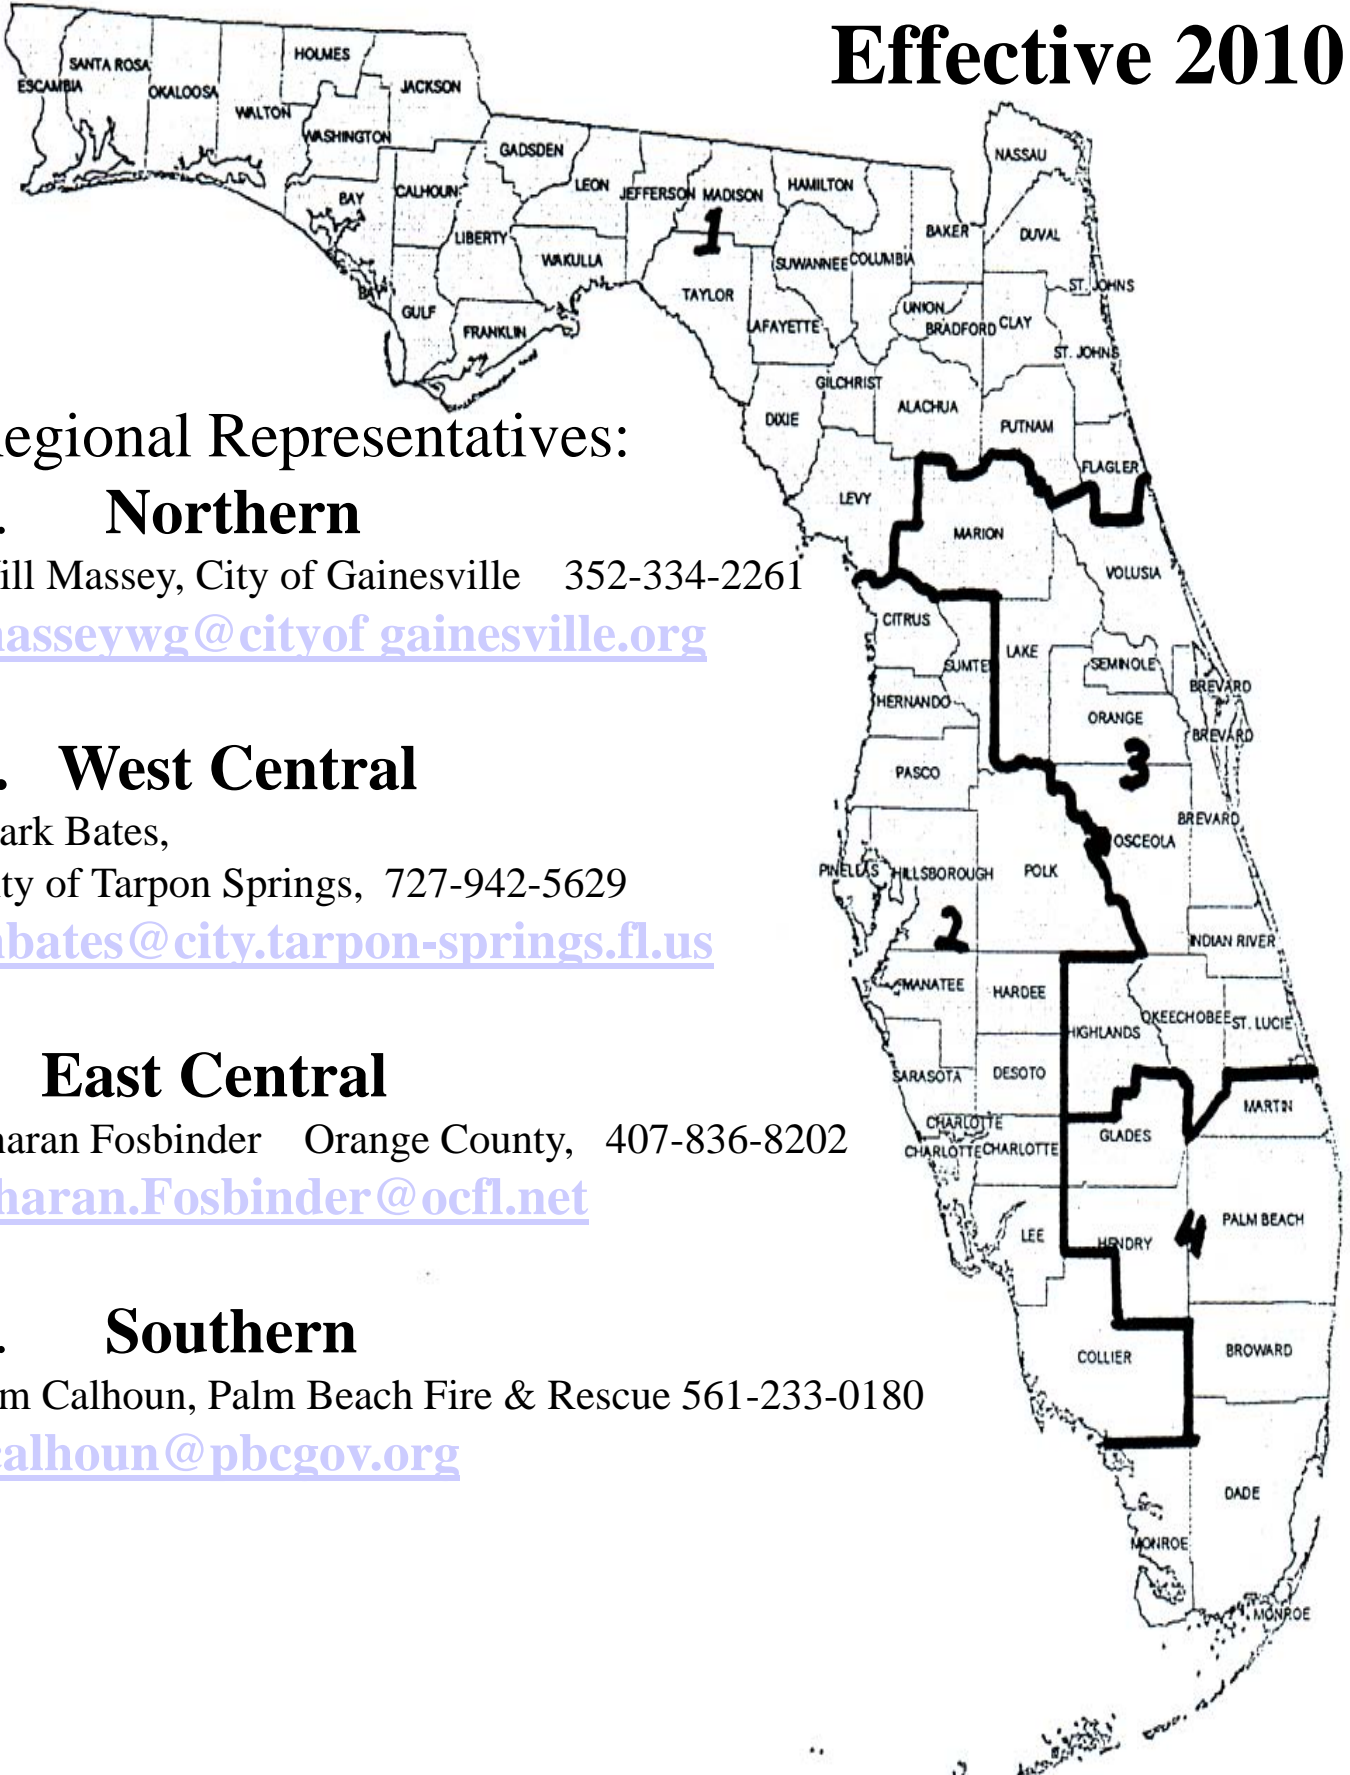 Effective 2010
HOLMES
SANTA ROSA
JACKSON
ESCAMBIA
OKALOOSA
WALTON
WASHINGTON
GADSDEN
NASSAU
LEON
JEFFERSON
MADISON
HAMILTON
BAY
CALHOUN
1
BAKER
DUVAL
LIBERTY
WAKULLA
SUWANNEE
COLUMBIA
ST. JOHNS
BAY
TAYLOR
GULF
UNION
FRANKLIN
LAFAYETTE
BRADFORD
CLAY
ST. JOHNS
GILCHRIST
ALACHUA
DIXIE
PUTNAM
egional Representatives:
FLAGLER
LEVY
. Northern
MARION
ill Massey, City of Gainesville 352-334-2261
VOLUSIA
asseywg@cityof gainesville.org
CITRUS
LAKE
SUMTE
SEMINOLE
HERNANDO
BREVARD
ORANGE
BREVARD
. West Central
PASCO
3
ark Bates,
BREVARD
OSCEOLA
ty of Tarpon Springs, 727-942-5629
PINELLAS
HILLSBOROUGH
POLK
bates@city.tarpon-springs.fl.us
2
INDIAN RIVER
MANATEE
HARDEE
OKEECHOBEE
ST. LUCIE
HIGHLANDS
East Central
SARASOTA
DESOTO
MARTIN
haran Fosbinder Orange County, 407-836-8202
CHARLOTTE
GLADES
CHARLOTTE
CHARLOTTE
haran.Fosbinder@ocfl.net
LEE
HENDRY
4
PALM BEACH
. Southern
COLLIER
BROWARD
m Calhoun, Palm Beach Fire & Rescue 561-233-0180
calhoun@pbcgov.org
DADE
MONROE
MONROE